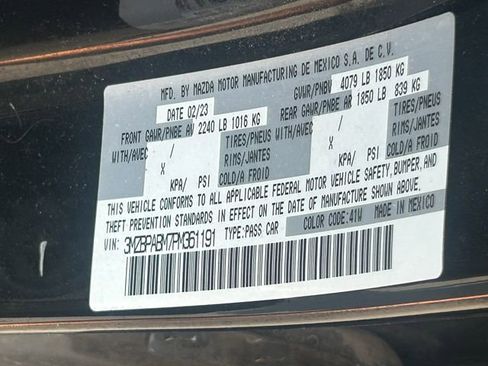 MFD. BY MAZDA MOTOR MANUFACTURING DE MEXICO S.A. DE C.V.
DATE 02/23 GVWR/PNBV 4079 LB 1850 KG
FRONT GAWR/PNBE AV 2240 LB 1016 KG REAR GAWR/PNBE AR 1850 LB 839 KG
WITH/AVEC / TIRES/PNEUS WITH/AVEC / TIRES/PNEUS
X RIMS/JANTES X RIMS/JANTES
KPA/ PSI COLD/A FROID KPA/ PSI COLD/A FROID
THIS VEHICLE CONFORMS TO ALL APPLICABLE FEDERAL MOTOR VEHICLE SAFETY, BUMPER, AND
THEFT PREVENTION STANDARDS IN EFFECT ON THE DATE OF MANUFACTURE SHOWN ABOVE.
VIN: 3MZBPABM7PM361191 TYPE:PASS CAR COLOR CODE:41W MADE IN MEXICO